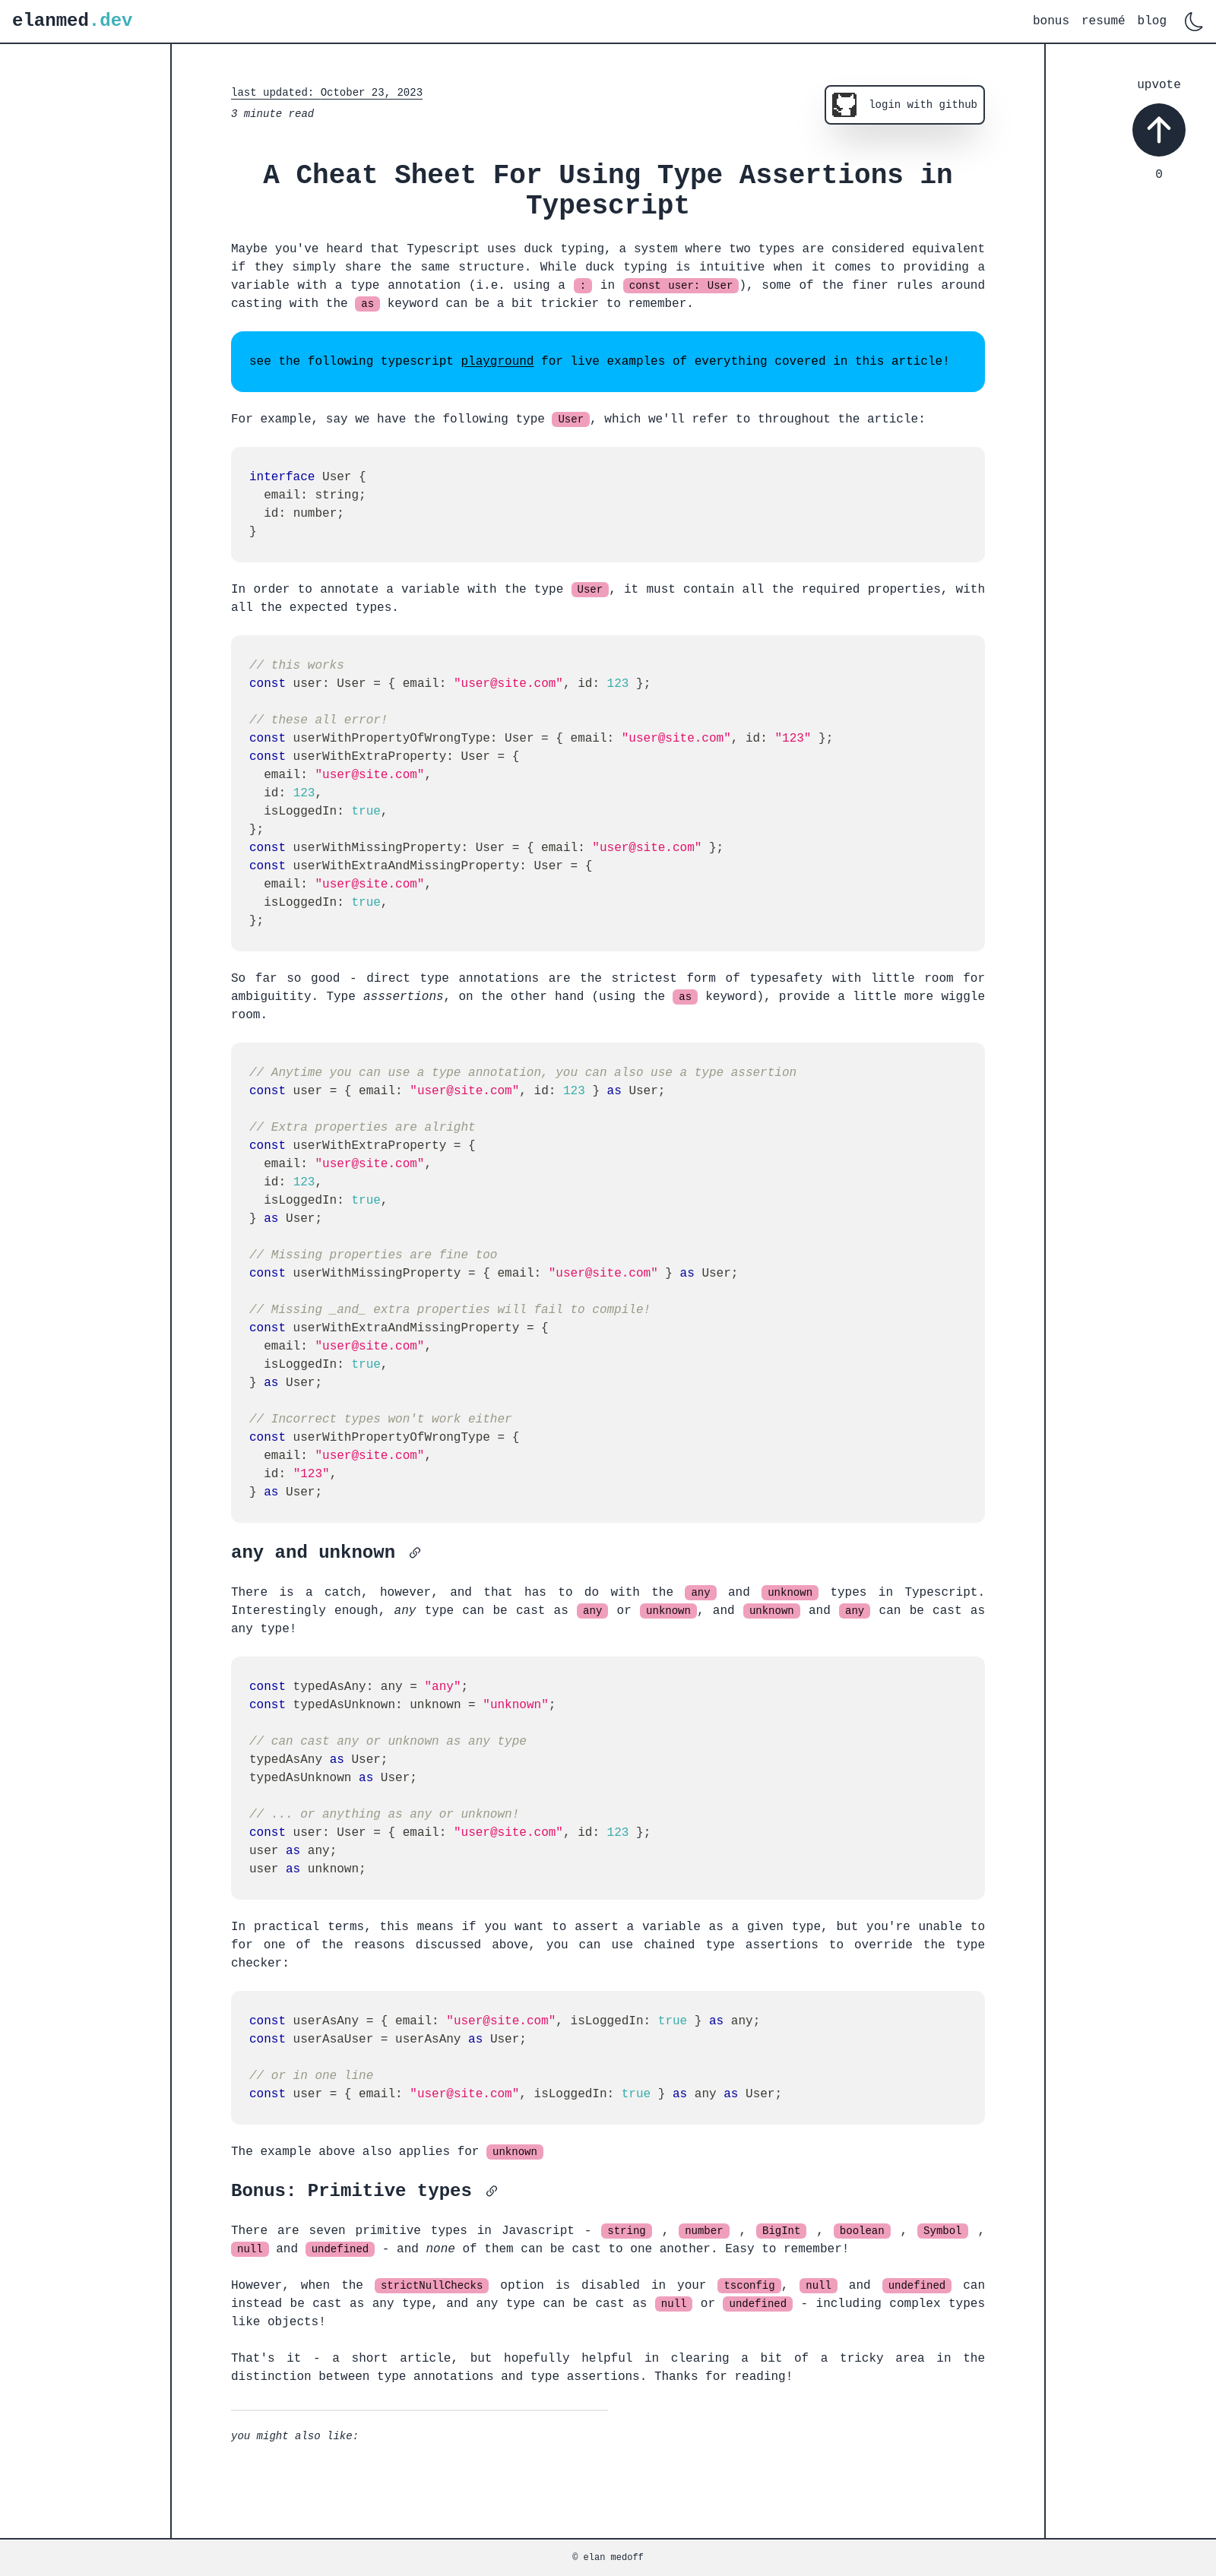 elanmed.dev
bonus resumé blog
last updated: October 23, 2023
3 minute read
login with github
upvote
0
A Cheat Sheet For Using Type Assertions in
Typescript
Maybe you've heard that Typescript uses duck typing, a system where two types are considered equivalent
if they simply share the same structure. While duck typing is intuitive when it comes to providing a
variable with a type annotation (i.e. using a : in const user: User), some of the finer rules around
casting with the as keyword can be a bit trickier to remember.
see the following typescript playground for live examples of everything covered in this article!
For example, say we have the following type User, which we'll refer to throughout the article:
interface User {
  email: string;
  id: number;
}
In order to annotate a variable with the type User, it must contain all the required properties, with
all the expected types.
// this works
const user: User = { email: "user@site.com", id: 123 };
// these all error!
const userWithPropertyOfWrongType: User = { email: "user@site.com", id: "123" };
const userWithExtraProperty: User = {
  email: "user@site.com",
  id: 123,
  isLoggedIn: true,
};
const userWithMissingProperty: User = { email: "user@site.com" };
const userWithExtraAndMissingProperty: User = {
  email: "user@site.com",
  isLoggedIn: true,
};
So far so good - direct type annotations are the strictest form of typesafety with little room for
ambiguitity. Type asssertions, on the other hand (using the as keyword), provide a little more wiggle
room.
// Anytime you can use a type annotation, you can also use a type assertion
const user = { email: "user@site.com", id: 123 } as User;
// Extra properties are alright
const userWithExtraProperty = {
  email: "user@site.com",
  id: 123,
  isLoggedIn: true,
} as User;
// Missing properties are fine too
const userWithMissingProperty = { email: "user@site.com" } as User;
// Missing _and_ extra properties will fail to compile!
const userWithExtraAndMissingProperty = {
  email: "user@site.com",
  isLoggedIn: true,
} as User;
// Incorrect types won't work either
const userWithPropertyOfWrongType = {
  email: "user@site.com",
  id: "123",
} as User;
any and unknown
There is a catch, however, and that has to do with the any and unknown types in Typescript.
Interestingly enough, any type can be cast as any or unknown, and unknown and any can be cast as
any type!
const typedAsAny: any = "any";
const typedAsUnknown: unknown = "unknown";
// can cast any or unknown as any type
typedAsAny as User;
typedAsUnknown as User;
// ... or anything as any or unknown!
const user: User = { email: "user@site.com", id: 123 };
user as any;
user as unknown;
In practical terms, this means if you want to assert a variable as a given type, but you're unable to
for one of the reasons discussed above, you can use chained type assertions to override the type
checker:
const userAsAny = { email: "user@site.com", isLoggedIn: true } as any;
const userAsaUser = userAsAny as User;
// or in one line
const user = { email: "user@site.com", isLoggedIn: true } as any as User;
The example above also applies for unknown
Bonus: Primitive types
There are seven primitive types in Javascript - string , number , BigInt , boolean , Symbol ,
null and undefined - and none of them can be cast to one another. Easy to remember!
However, when the strictNullChecks option is disabled in your tsconfig, null and undefined can
instead be cast as any type, and any type can be cast as null or undefined - including complex types
like objects!
That's it - a short article, but hopefully helpful in clearing a bit of a tricky area in the
distinction between type annotations and type assertions. Thanks for reading!
you might also like:
© elan medoff